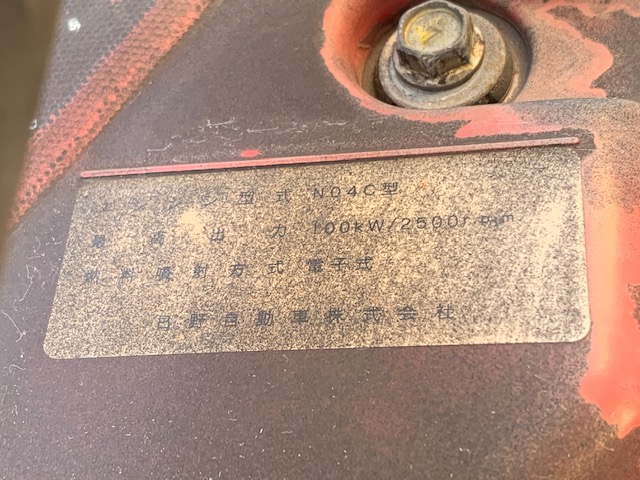 エンジン型式 N04C型
最高出力 100kW/2500r.p.m.
燃料噴射方式 電子式
日野自動車株式会社